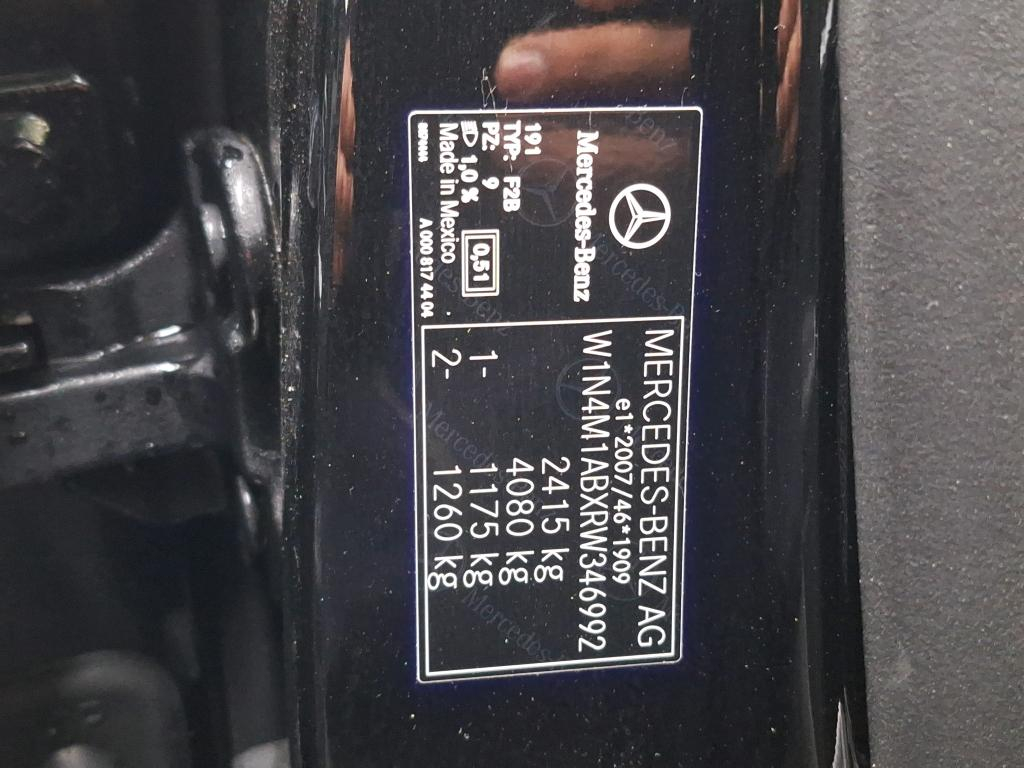 Mercedes-Benz
191
TYP: F2B
PZ: 9
1,0 %
0,51
Made in Mexico
A 000 817 44 04
MERCEDES-BENZ AG
e1*2007/46*1909
W1N4M1ABXRW346992
2415 kg
4080 kg
1- 1175 kg
2- 1260 kg